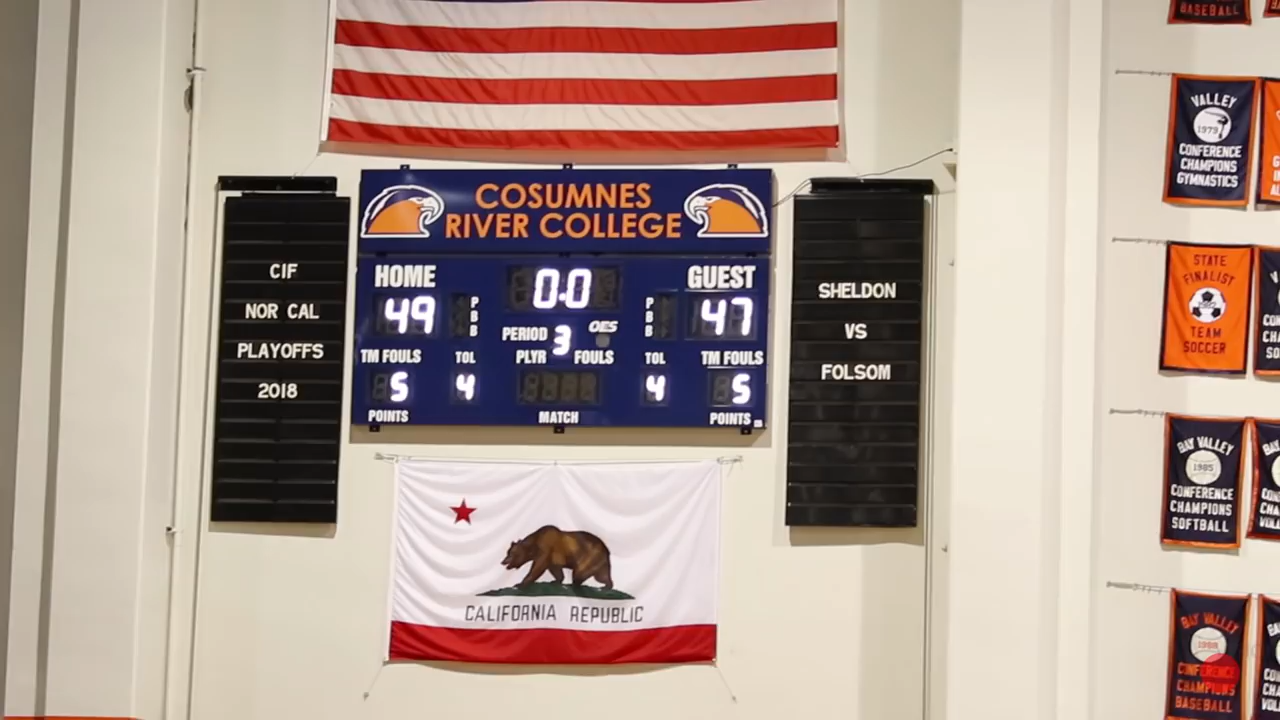 BASEBALL
VALLEY
1979
CONFERENCE
CHAMPIONS
GYMNASTICS
COSUMNES
RIVER COLLEGE
HOME
0:0
GUEST
49
P
B
B
P
B
B
47
PERIOD 3
OES
TM FOULS
TOL
PLYR
FOULS
TOL
TM FOULS
5
4
4
5
POINTS
MATCH
POINTS
CIF
NOR CAL
PLAYOFFS
2018
SHELDON
VS
FOLSOM
STATE
FINALIST
TEAM
SOCCER
BAY VALLEY
1985
CONFERENCE
CHAMPIONS
SOFTBALL
CALIFORNIA REPUBLIC
BAY VALLEY
CONFERENCE
CHAMPIONS
BASEBALL